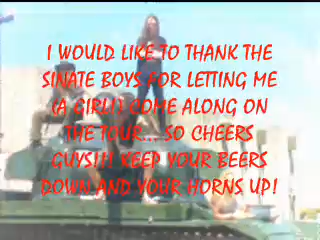 I WOULD LIKE TO THANK THE
SINATE BOYS FOR LETTING ME
(A GIRL!) COME ALONG ON
THE TOUR... SO CHEERS
GUYS!!! KEEP YOUR BEERS
DOWN AND YOUR HORNS UP!